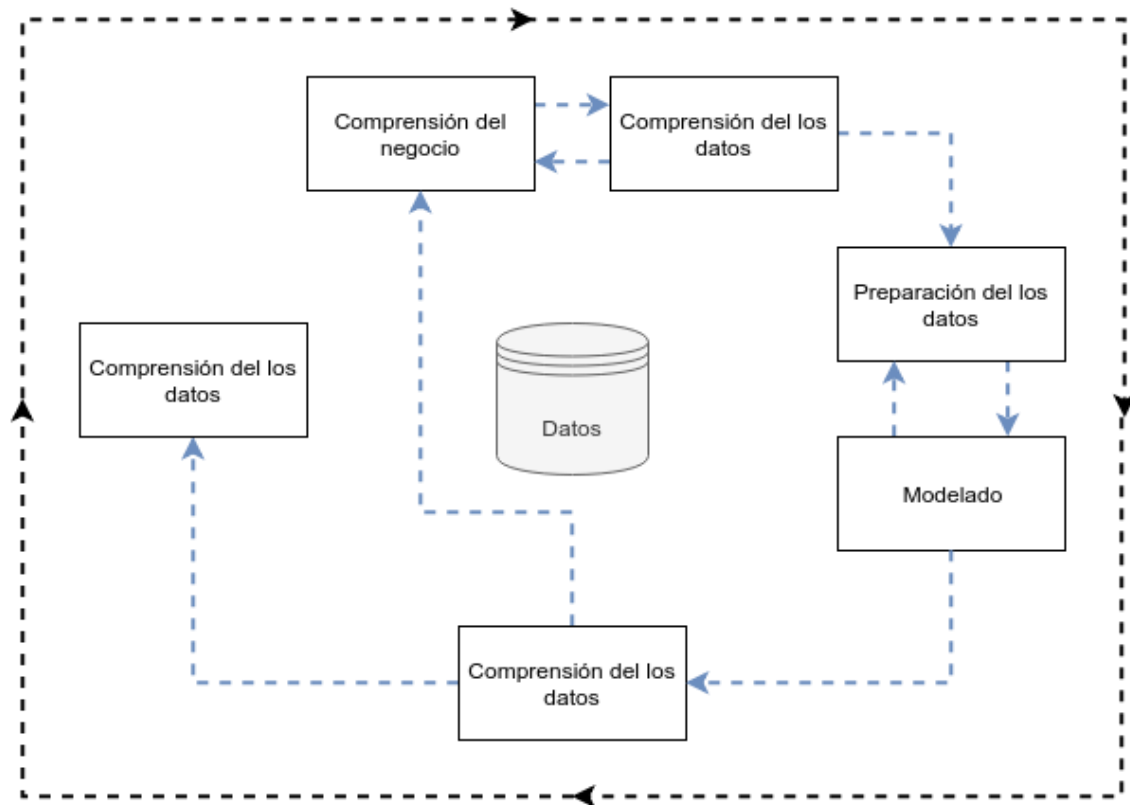 Comprensión del
negocio
Comprensión del los
datos
Preparación del los
datos
Comprensión del los
datos
Datos
Modelado
Comprensión del los
datos